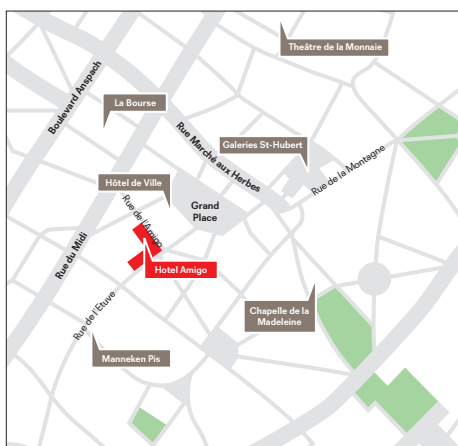 Théâtre de la Monnaie
Boulevard Anspach
La Bourse
Rue Marché aux Herbes
Galeries St-Hubert
Rue de la Montagne
Hôtel de Ville
Grand
Place
Rue de l'Amigo
Rue du Midi
Hotel Amigo
Rue de l'Etuve
Chapelle de la
Madeleine
Manneken Pis